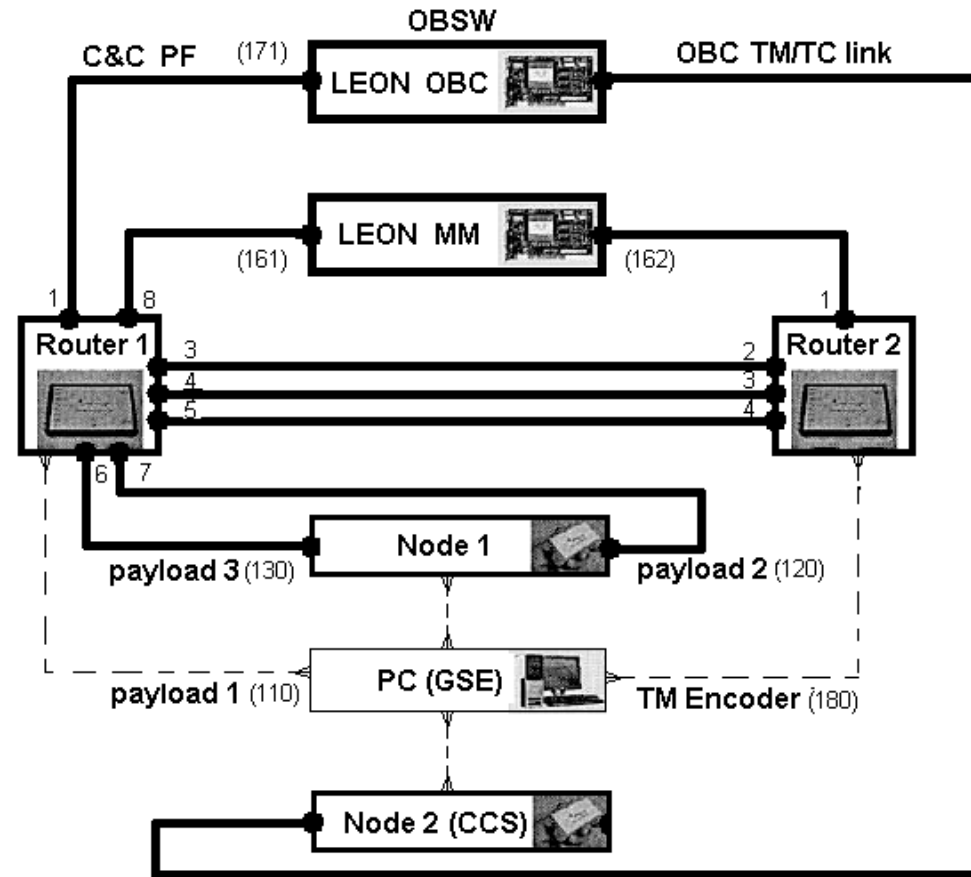 OBSW
C&C PF
(171)
OBC TM/TC link
LEON OBC
LEON MM
(161)
(162)
1
8
1
Router 1
Router 2
3
2
4
3
5
4
6
7
Node 1
payload 3 (130)
payload 2 (120)
PC (GSE)
payload 1 (110)
TM Encoder (180)
Node 2 (CCS)